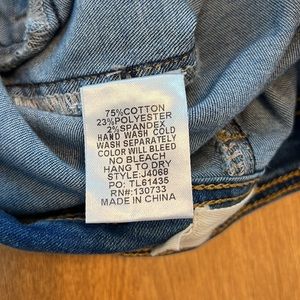 75%COTTON
23%POLYESTER
2%SPANDEX
HAND WASH COLD
WASH SEPARATELY
COLOR WILL BLEED
NO BLEACH
HANG TO DRY
STYLE:J4068
PO: TL61435
RN#:130733
MADE IN CHINA